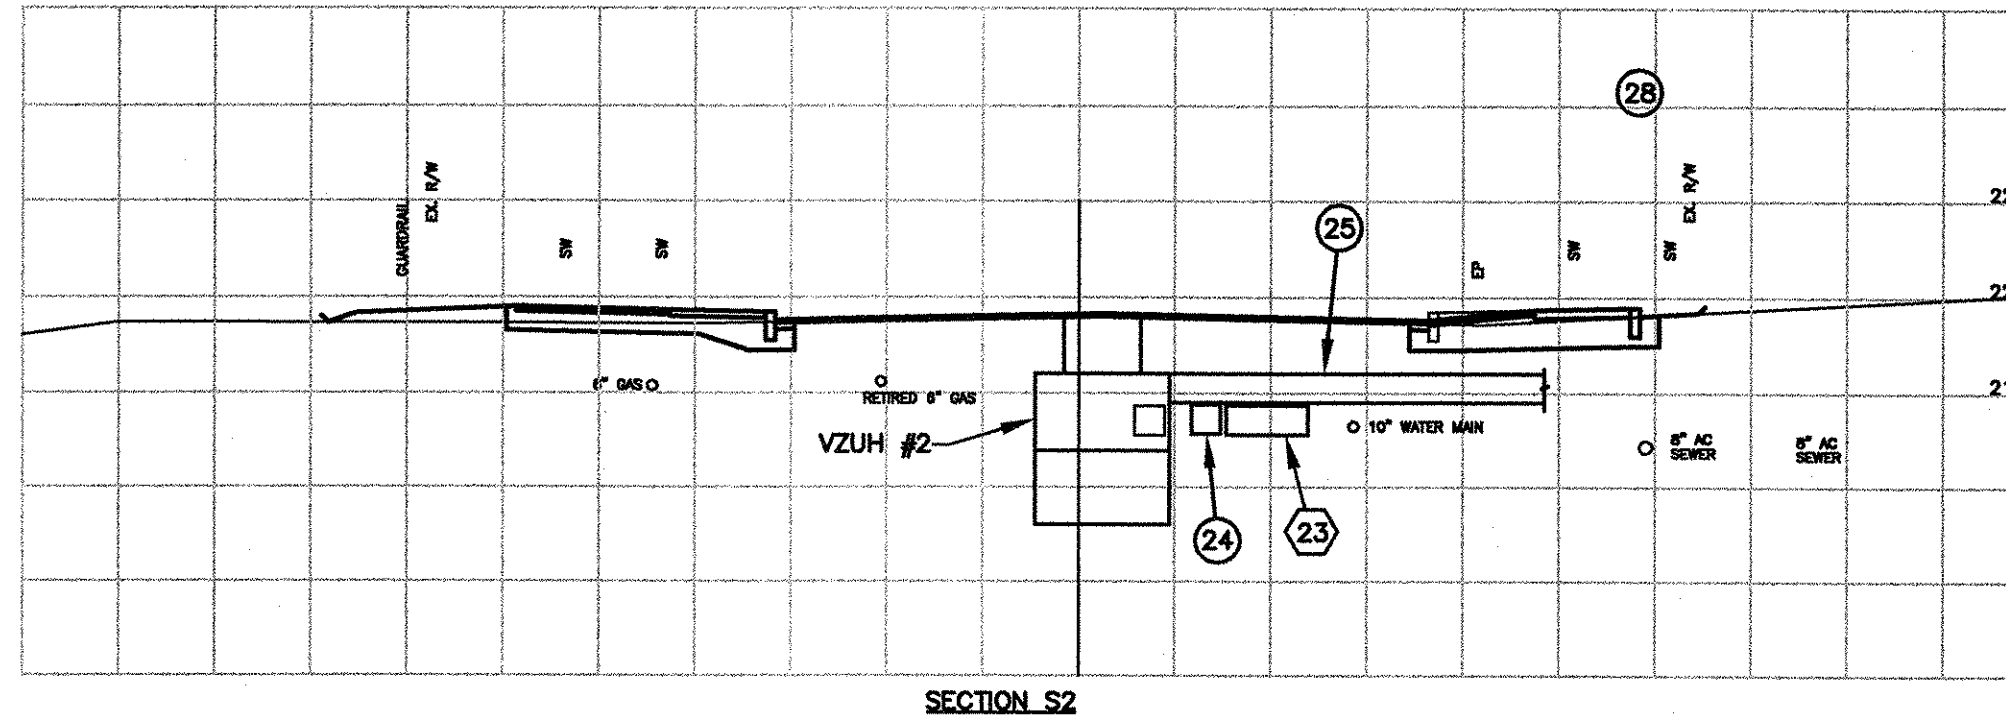 28
GUARDRAIL
EX. R/W
SW
SW
25
EP
SW
SW
EX. R/W
6" GAS
RETIRED 6" GAS
VZUH #2
10" WATER MAIN
8" AC
SEWER
8" AC
SEWER
24
23
SECTION S2